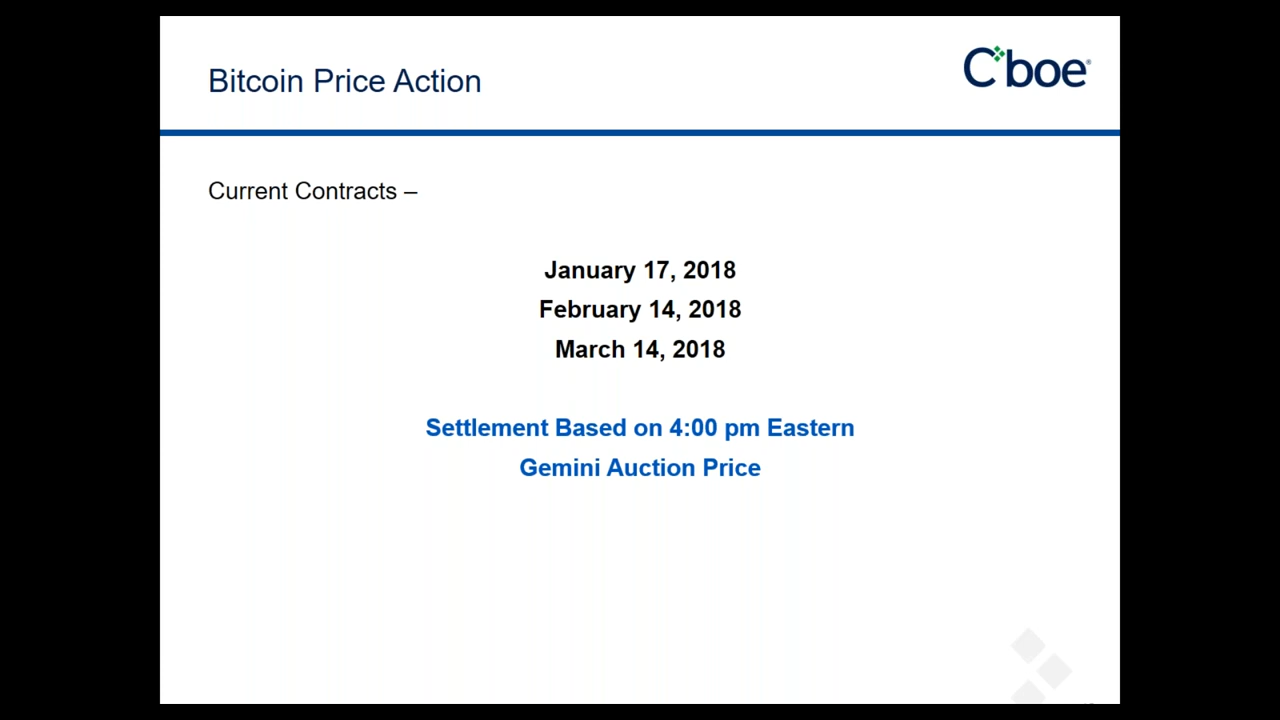 Bitcoin Price Action
Cboe®
Current Contracts –
January 17, 2018
February 14, 2018
March 14, 2018
Settlement Based on 4:00 pm Eastern
Gemini Auction Price